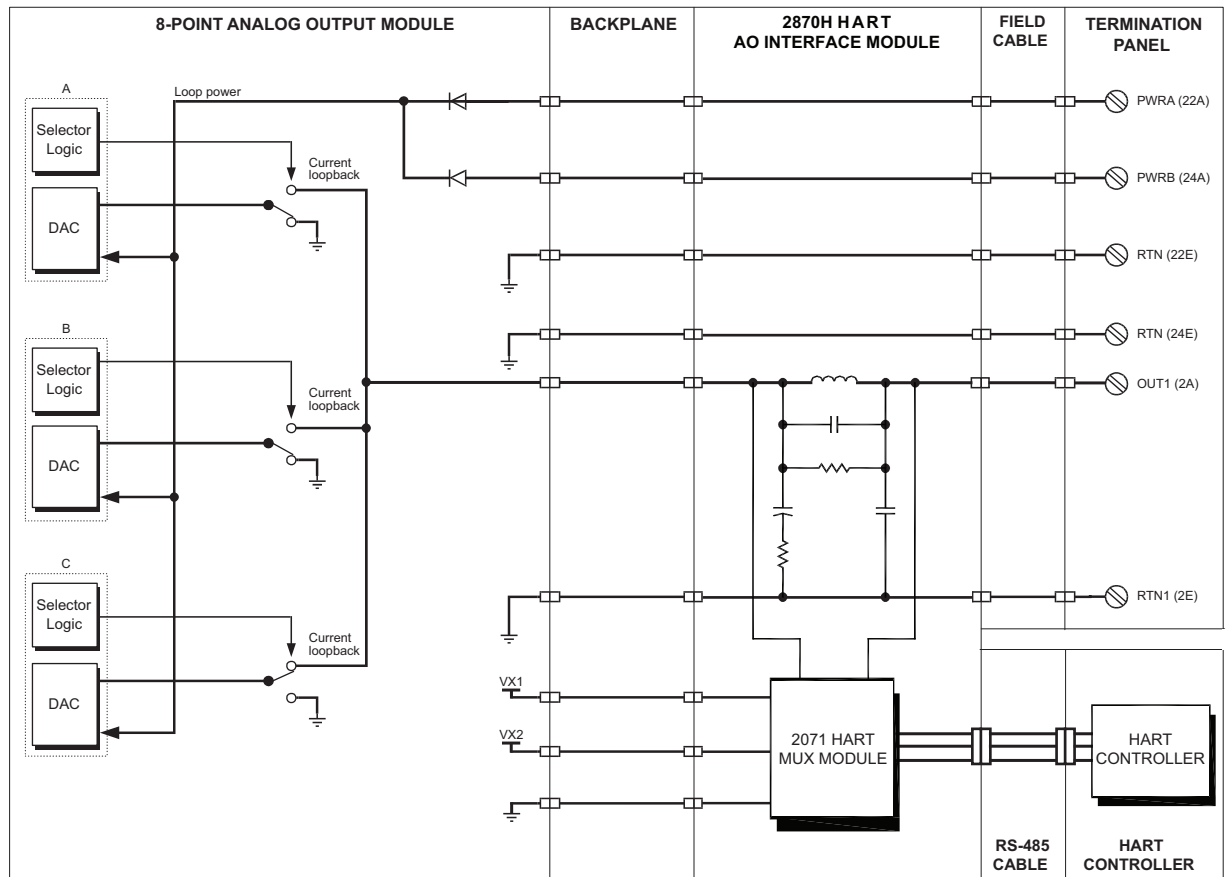 8-POINT ANALOG OUTPUT MODULE
BACKPLANE
2870H HART
AO INTERFACE MODULE
FIELD
CABLE
TERMINATION
PANEL
A
Loop power
Selector
Logic
Current
loopback
DAC
PWRA (22A)
PWRB (24A)
RTN (22E)
RTN (24E)
B
Selector
Logic
Current
loopback
DAC
OUT1 (2A)
C
Selector
Logic
Current
loopback
DAC
RTN1 (2E)
VX1
VX2
2071 HART
MUX MODULE
HART
CONTROLLER
RS-485
CABLE
HART
CONTROLLER